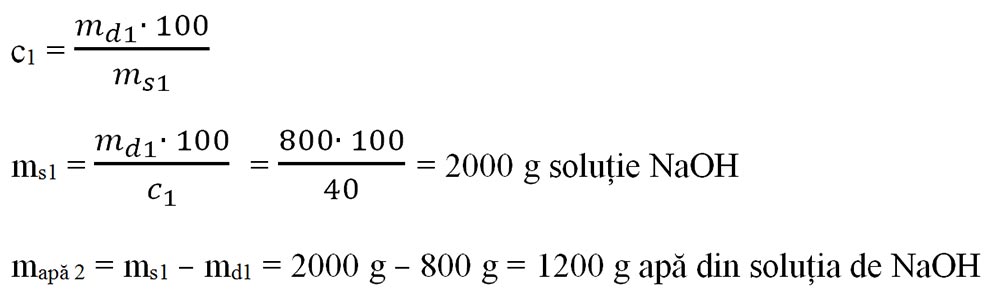 c1 = md1· 100 / ms1
ms1 = md1· 100 / c1 = 800· 100 / 40 = 2000 g soluție NaOH
mapă 2 = ms1 – md1 = 2000 g – 800 g = 1200 g apă din soluția de NaOH